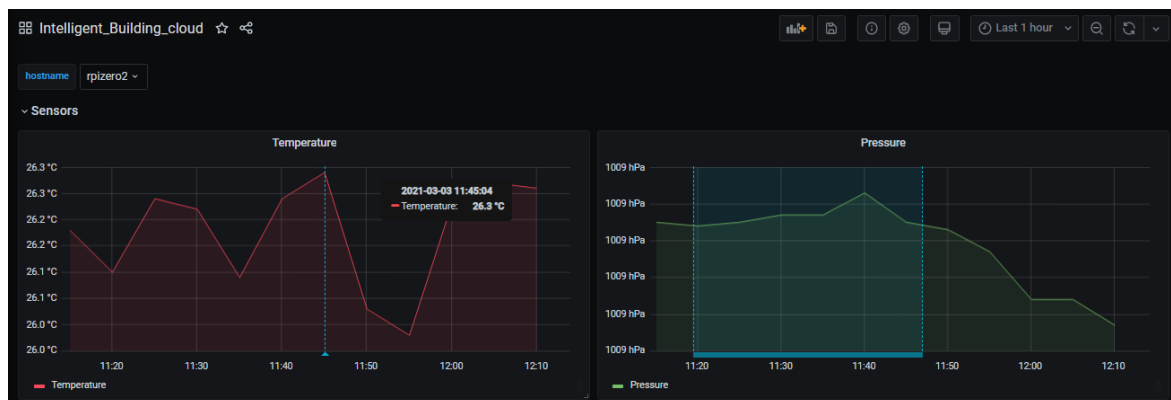 Intelligent_Building_cloud
Last 1 hour
hostname rpizero2
Sensors
Temperature
26.3 °C
26.3 °C
26.2 °C
26.2 °C
26.1 °C
26.1 °C
26.0 °C
26.0 °C
2021-03-03 11:45:04
Temperature: 26.3 °C
11:20 11:30 11:40 11:50 12:00 12:10
Temperature
Pressure
1009 hPa
1009 hPa
1009 hPa
1009 hPa
1009 hPa
1009 hPa
11:20 11:30 11:40 11:50 12:00 12:10
Pressure